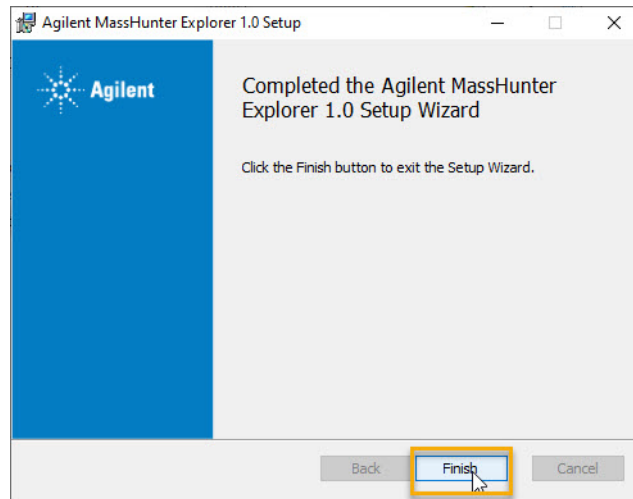 Agilent MassHunter Explorer 1.0 Setup
Agilent
Completed the Agilent MassHunter
Explorer 1.0 Setup Wizard
Click the Finish button to exit the Setup Wizard.
Back
Finish
Cancel